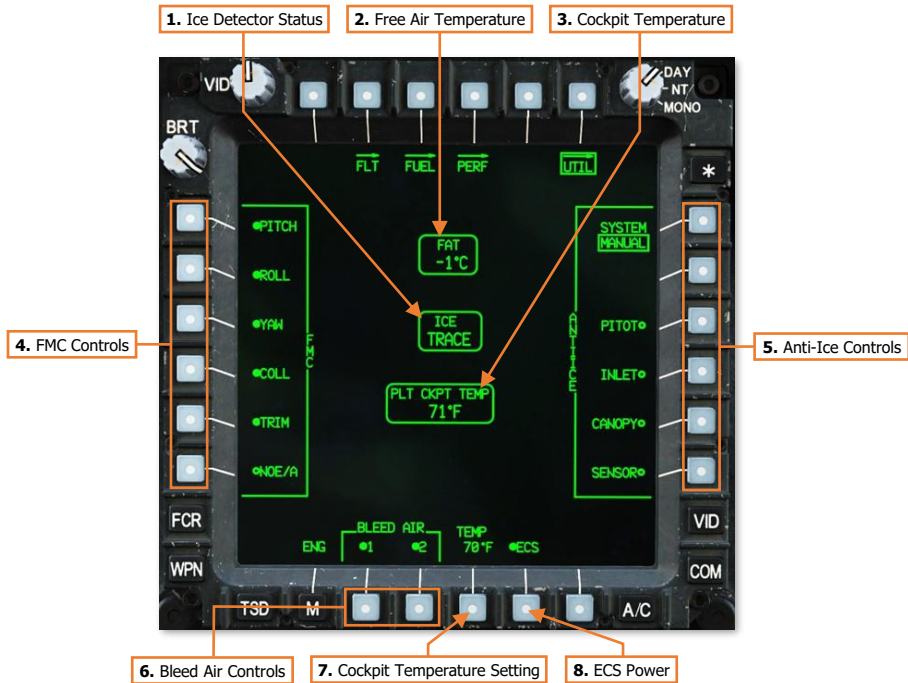 1. Ice Detector Status
2. Free Air Temperature
3. Cockpit Temperature
VID
DAY
NT
MONO
BRT
FLT FUEL PERF UTIL
*
PITCH
ROLL
YAW
COLL
TRIM
NOE/A
FMC
FAT
-1°C
ICE
TRACE
PLT CKPT TEMP
71°F
SYSTEM
MANUAL
PITOT
INLET
CANOPY
SENSOR
ANTI-ICE
4. FMC Controls
5. Anti-Ice Controls
FCR
WPN
VID
COM
ENG
BLEED AIR
1 2
TEMP
70°F
ECS
TSD M A/C
6. Bleed Air Controls
7. Cockpit Temperature Setting
8. ECS Power